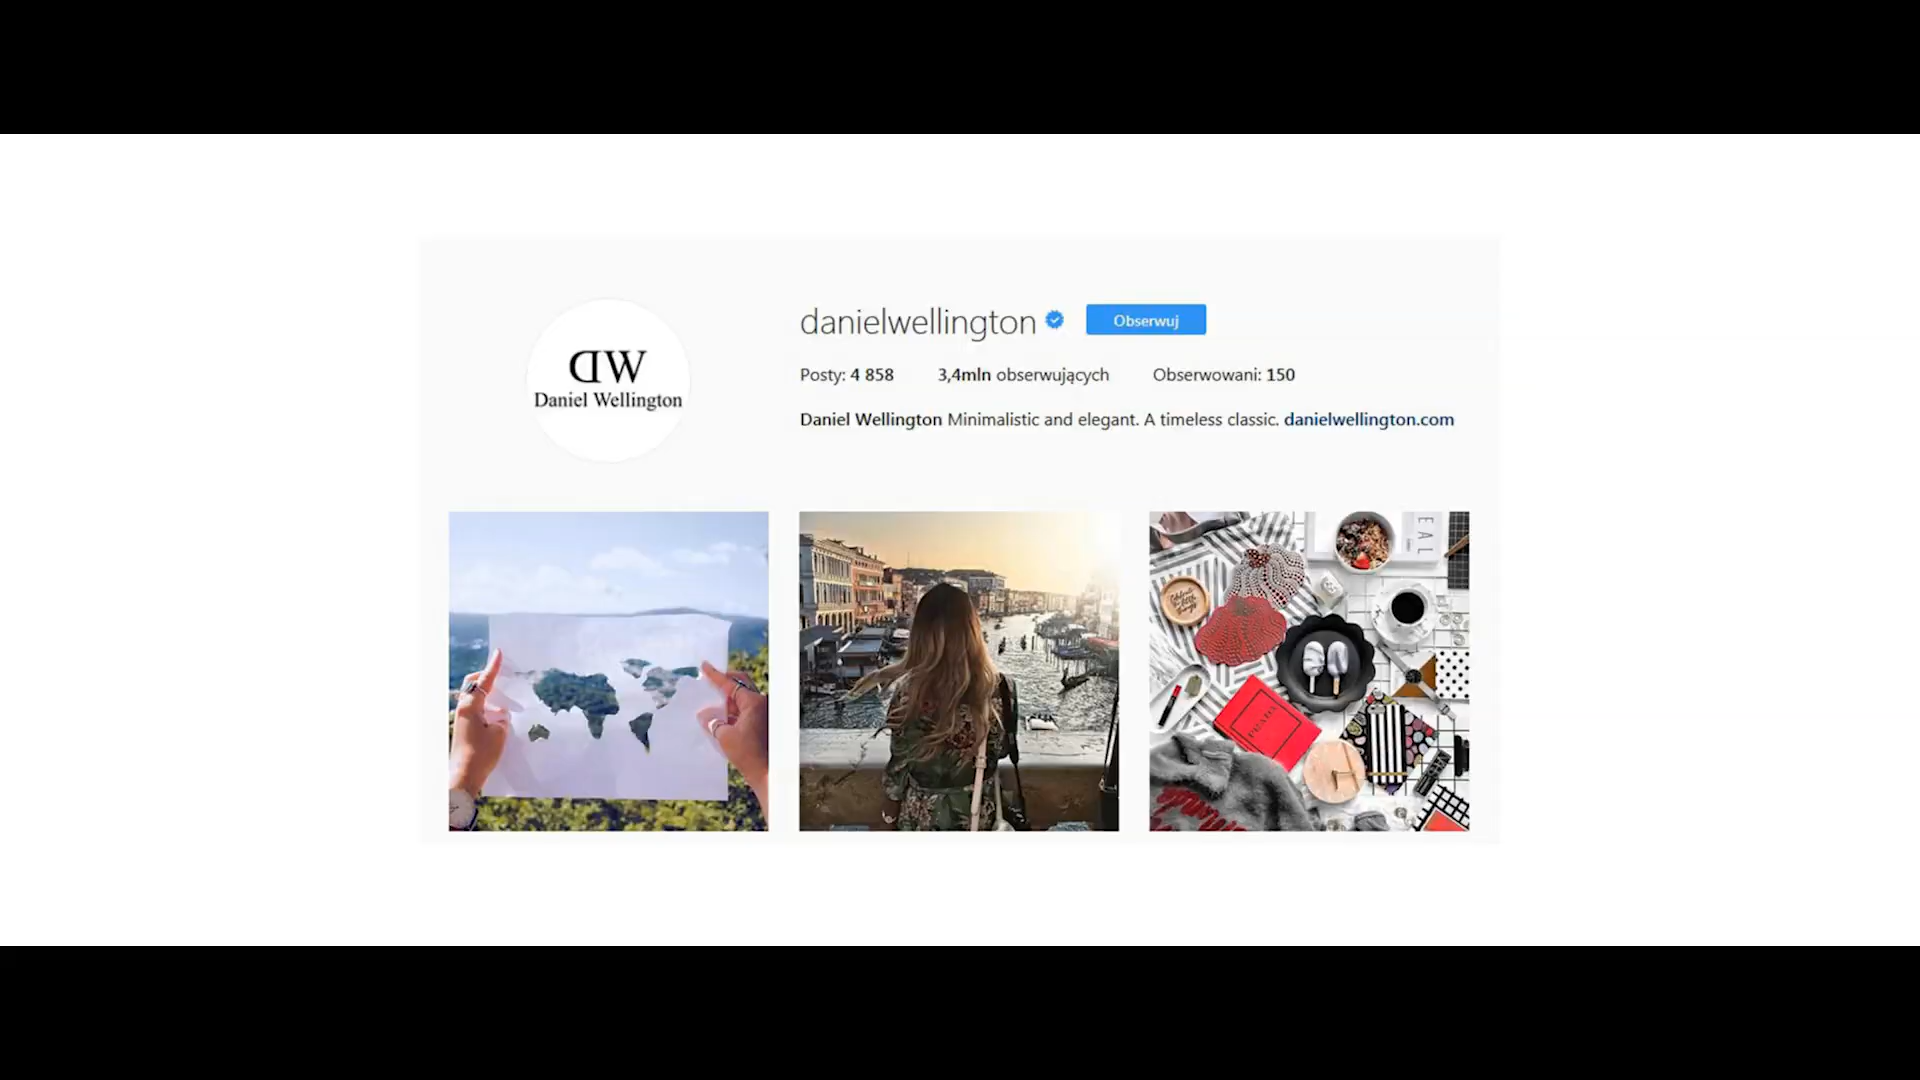 danielwellington
Obserwuj
DW
Daniel Wellington
Posty: 4 858 3,4mln obserwujących Obserwowani: 150
Daniel Wellington Minimalistic and elegant. A timeless classic. danielwellington.com
EAL